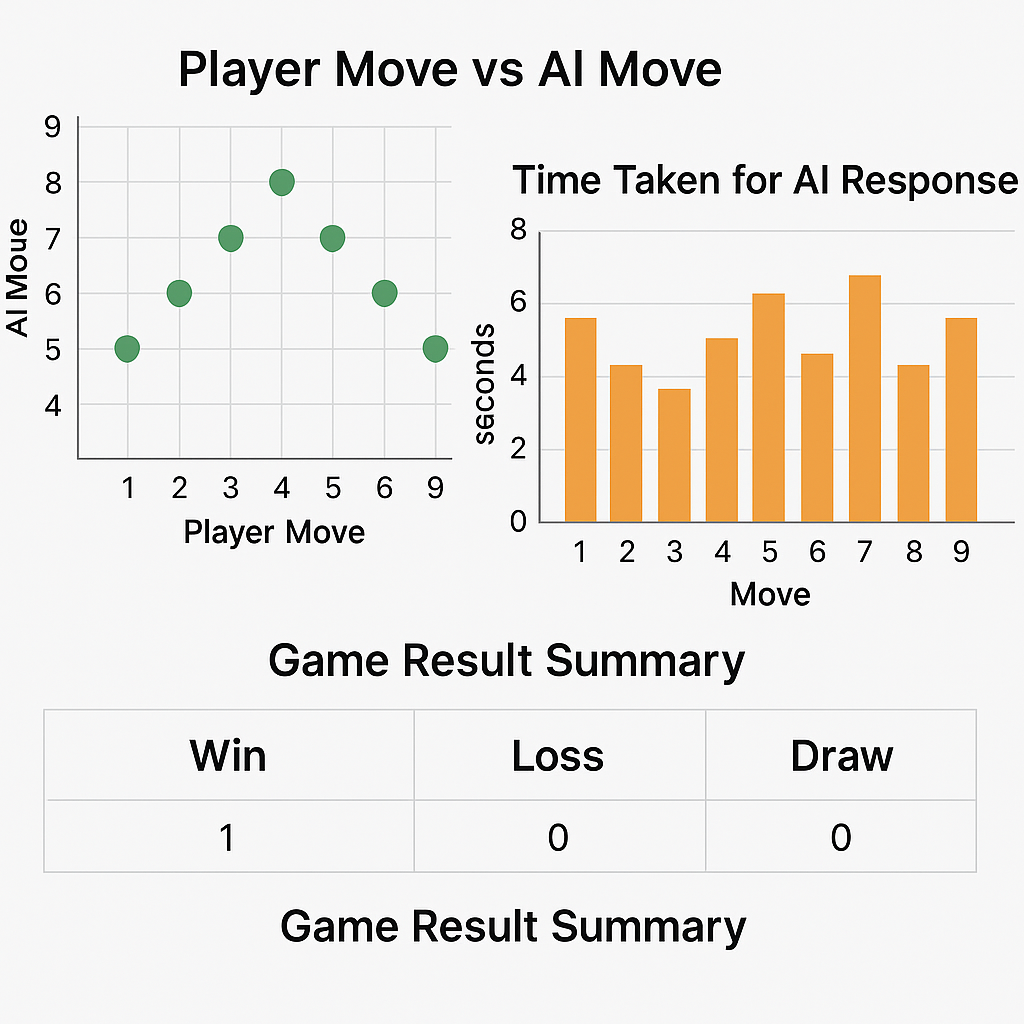 Player Move vs AI Move
9
8
7
6
5
4
AI Moue
1 2 3 4 5 6 9
Player Move
Time Taken for AI Response
8
6
4
2
0
seconds
1 2 3 4 5 6 7 8 9
Move
Game Result Summary
Win Loss Draw
1 0 0
Game Result Summary